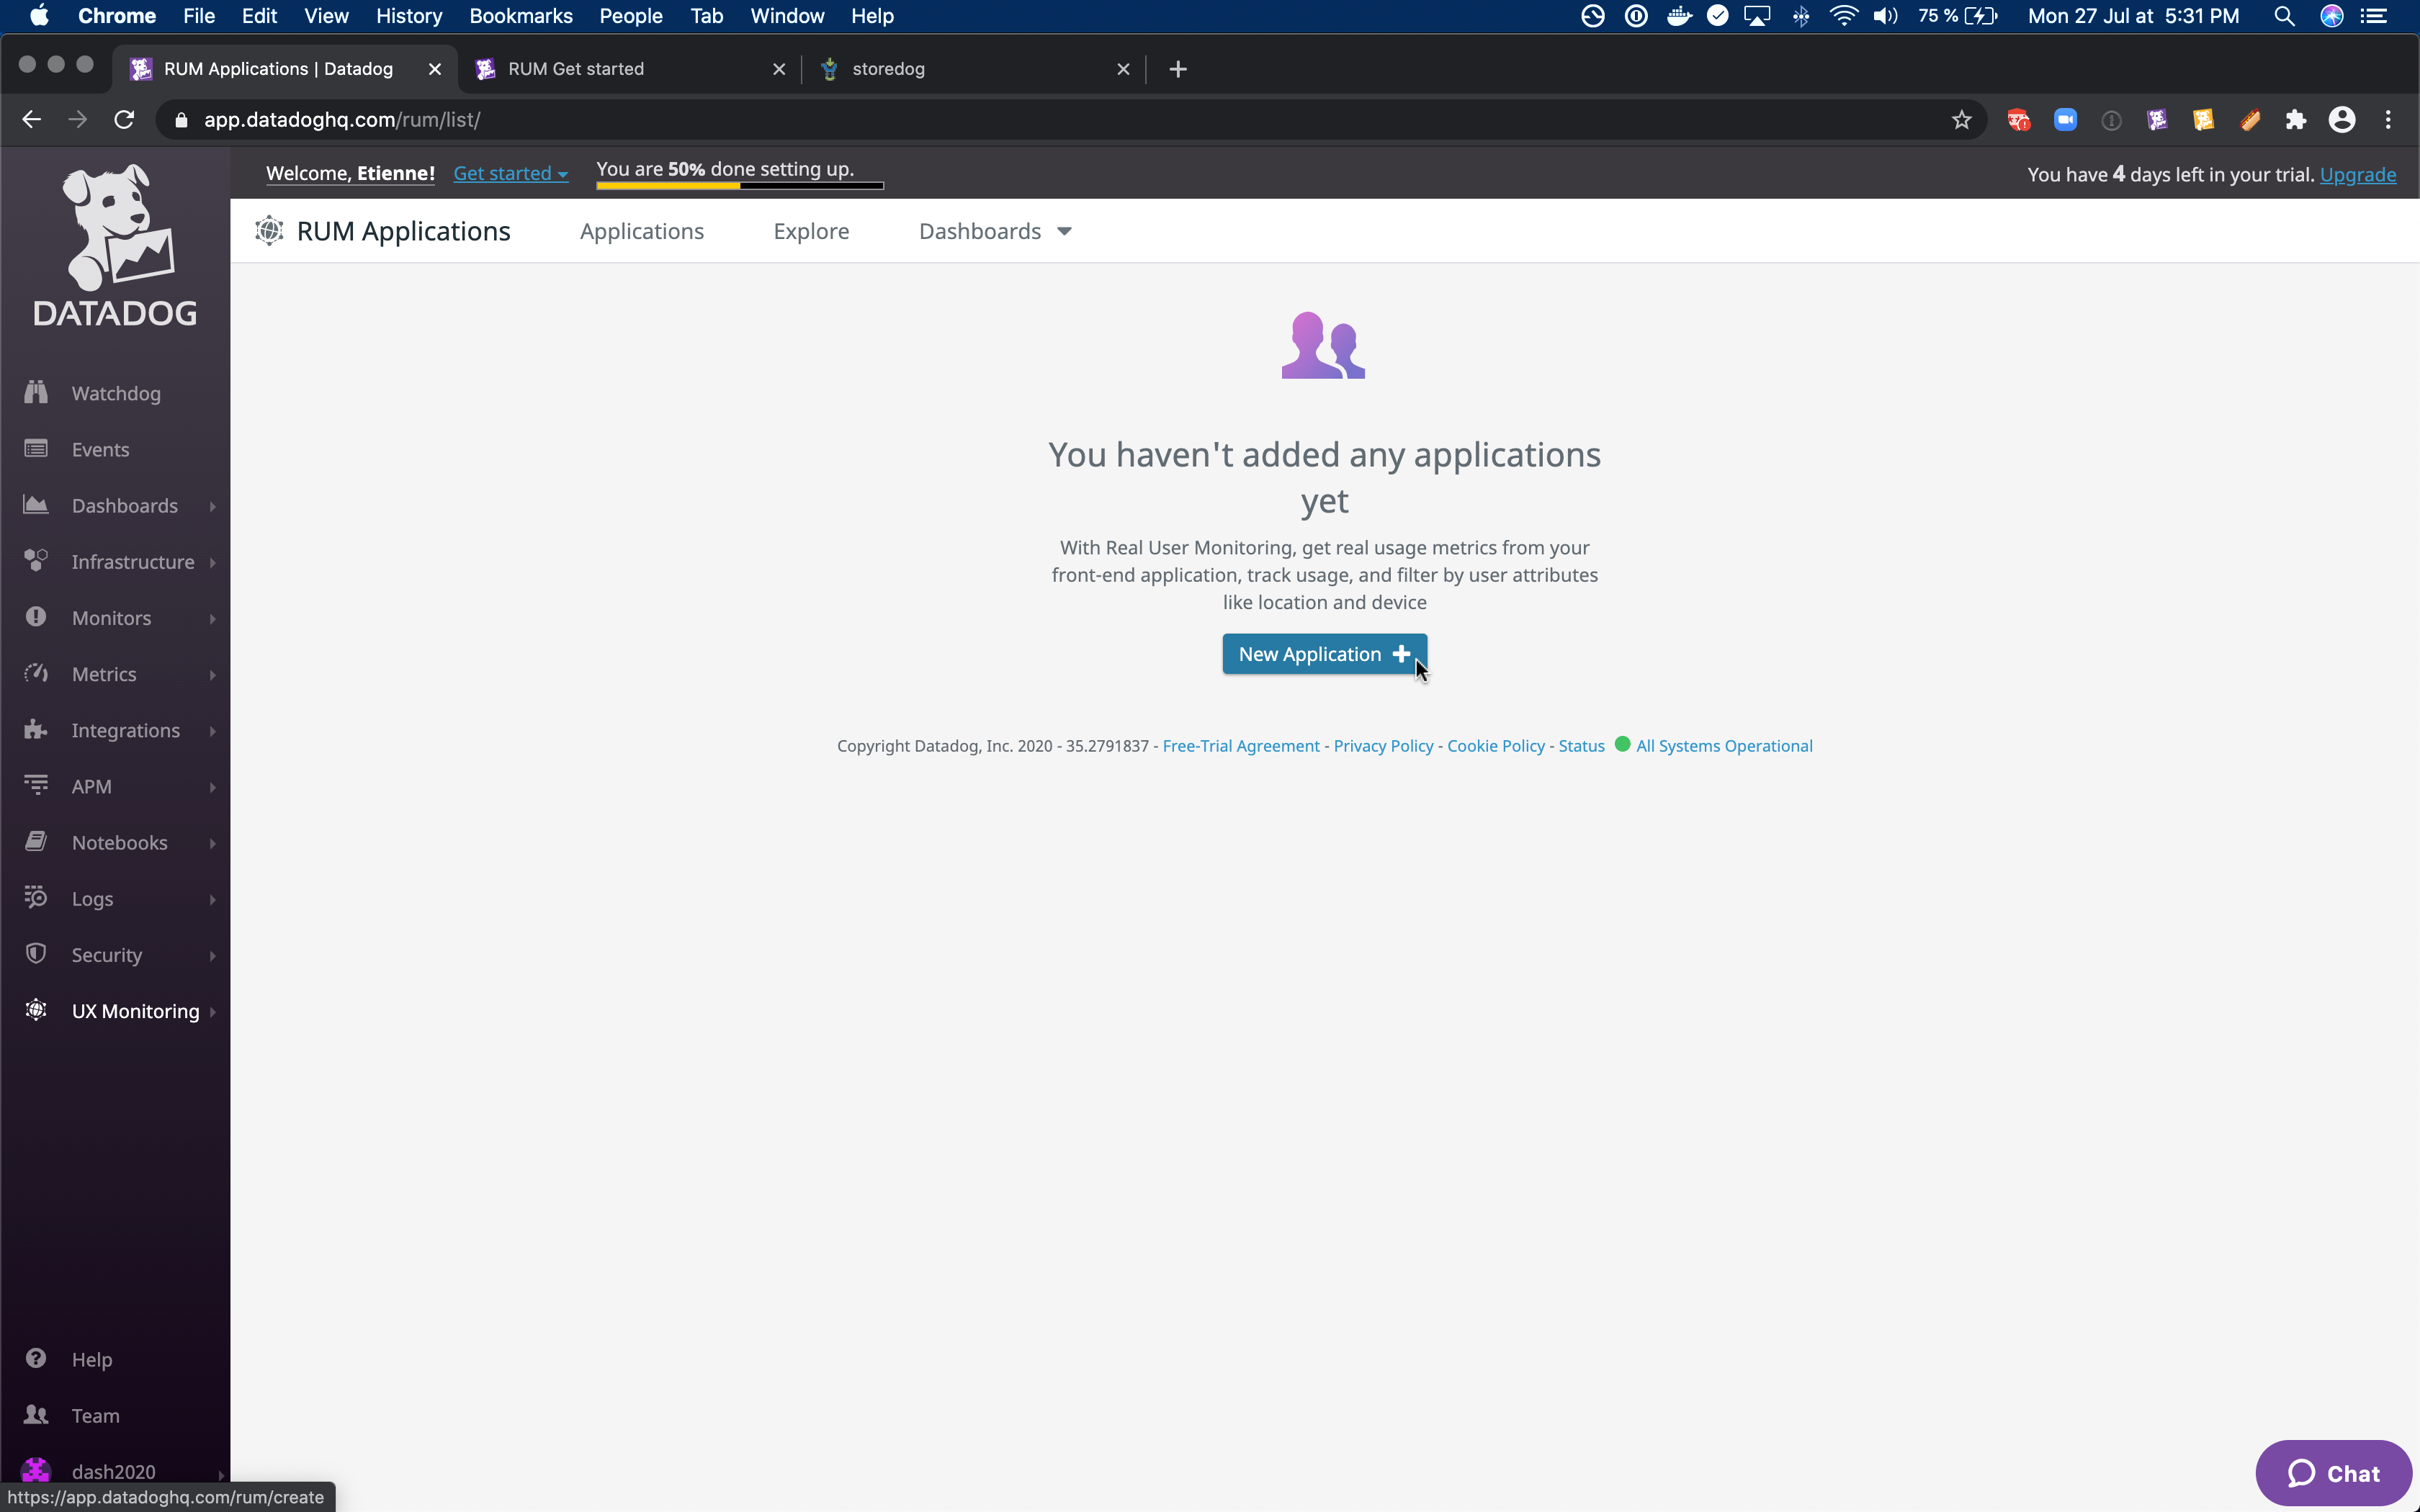 Chrome File Edit View History Bookmarks People Tab Window Help 75 % Mon 27 Jul at 5:31 PM
RUM Applications | Datadog RUM Get started storedog
app.datadoghq.com/rum/list/
Welcome, Etienne! Get started You are 50% done setting up. You have 4 days left in your trial. Upgrade
DATADOG
RUM Applications Applications Explore Dashboards
Watchdog
Events
Dashboards
Infrastructure
Monitors
Metrics
Integrations
APM
Notebooks
Logs
Security
UX Monitoring
Help
Team
dash2020
You haven't added any applications
yet
With Real User Monitoring, get real usage metrics from your
front-end application, track usage, and filter by user attributes
like location and device
New Application
Copyright Datadog, Inc. 2020 - 35.2791837 - Free-Trial Agreement - Privacy Policy - Cookie Policy - Status All Systems Operational
Chat
https://app.datadoghq.com/rum/create